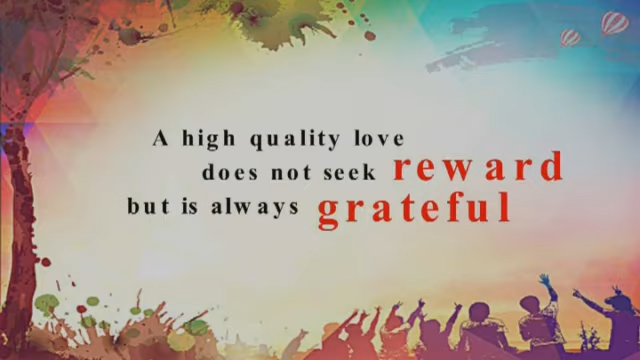 A high quality love
does not seek reward
but is always grateful